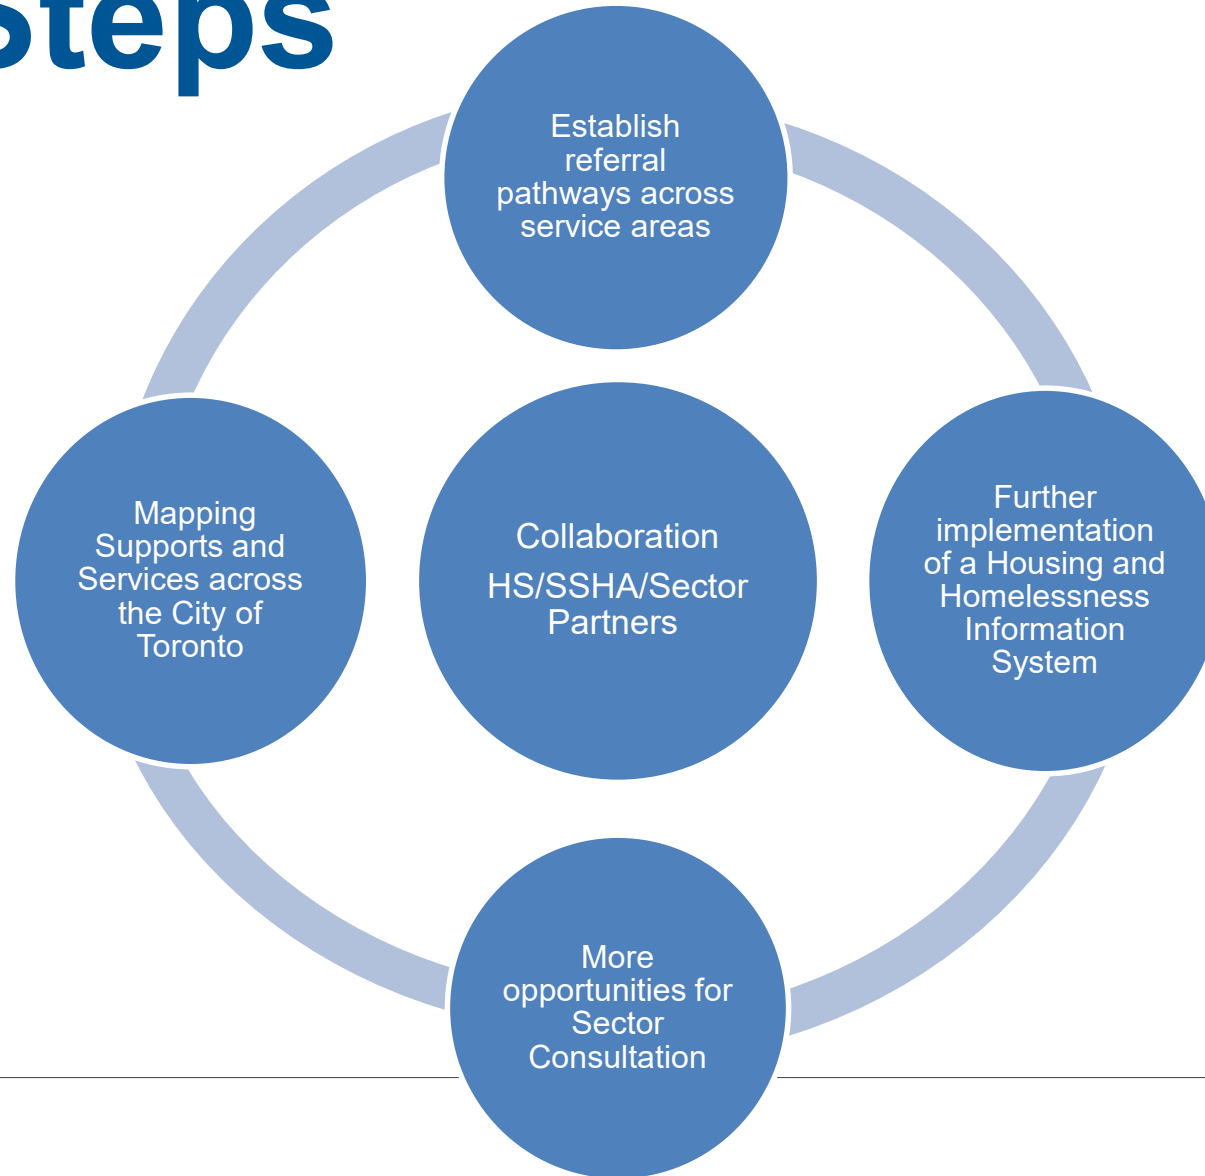 Steps
Establish
referral
pathways across
service areas
Mapping
Supports and
Services across
the City of
Toronto
Collaboration
HS/SSHA/Sector
Partners
Further
implementation
of a Housing and
Homelessness
Information
System
More
opportunities for
Sector
Consultation